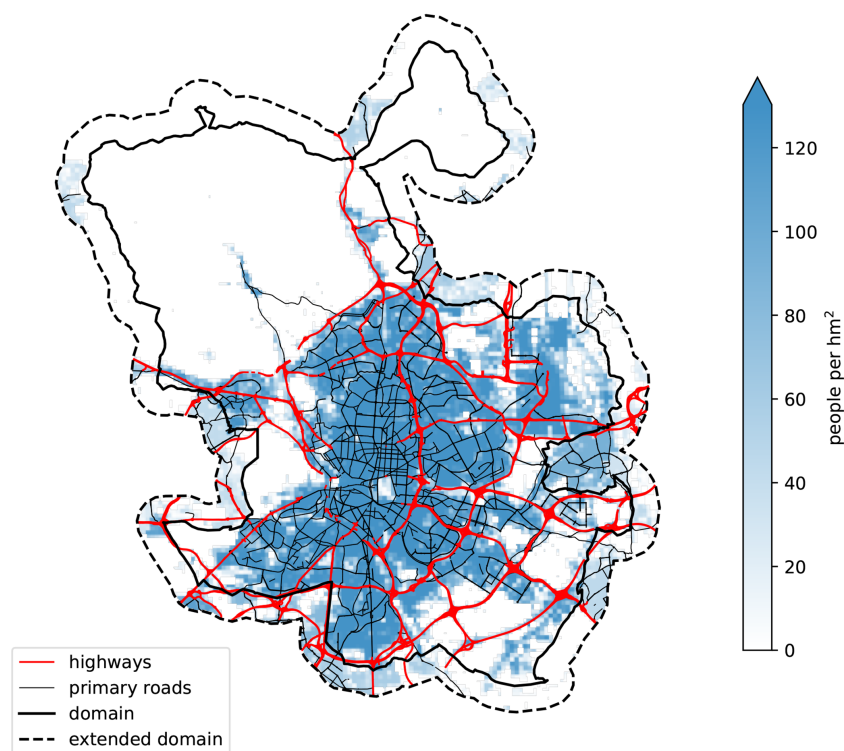 120
100
80
60
40
20
0
people per hm²
highways
primary roads
domain
extended domain